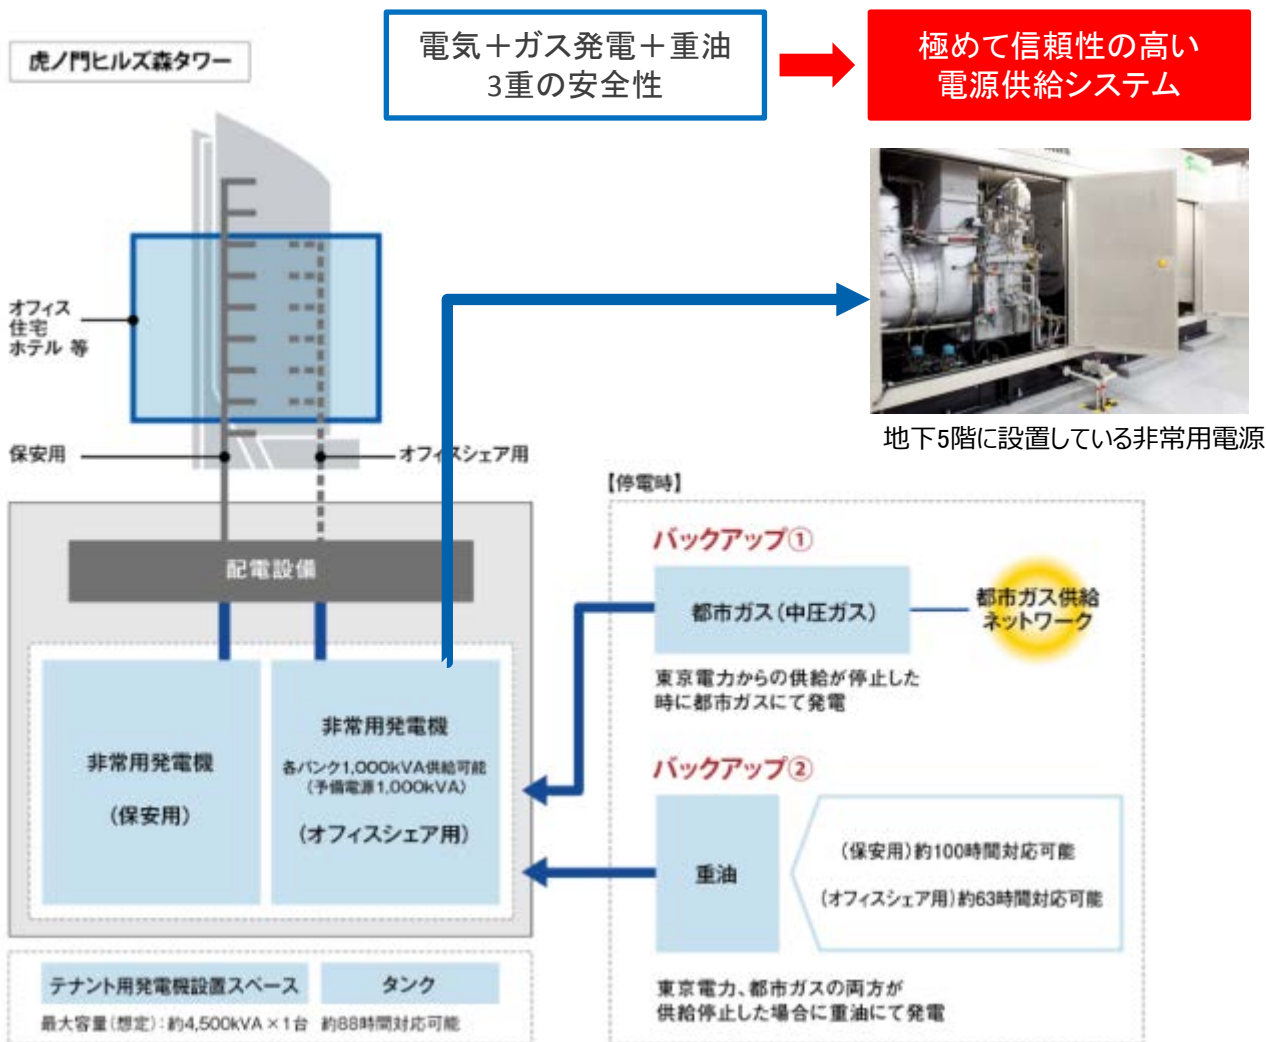 虎ノ門ヒルズ森タワー
電気＋ガス発電＋重油
3重の安全性
極めて信頼性の高い
電源供給システム
地下5階に設置している非常用電源
オフィス
住宅
ホテル 等
保安用
オフィスシェア用
配電設備
非常用発電機
(保安用)
非常用発電機
各バンク1,000kVA供給可能
(予備電源1,000kVA)
(オフィスシェア用)
テナント用発電機設置スペース
最大容量(想定)：約4,500kVA×1台
タンク
約88時間対応可能
【停電時】
バックアップ①
都市ガス(中圧ガス)
都市ガス供給
ネットワーク
東京電力からの供給が停止した
時に都市ガスにて発電
バックアップ②
重油
(保安用)約100時間対応可能
(オフィスシェア用)約63時間対応可能
東京電力、都市ガスの両方が
供給停止した場合に重油にて発電